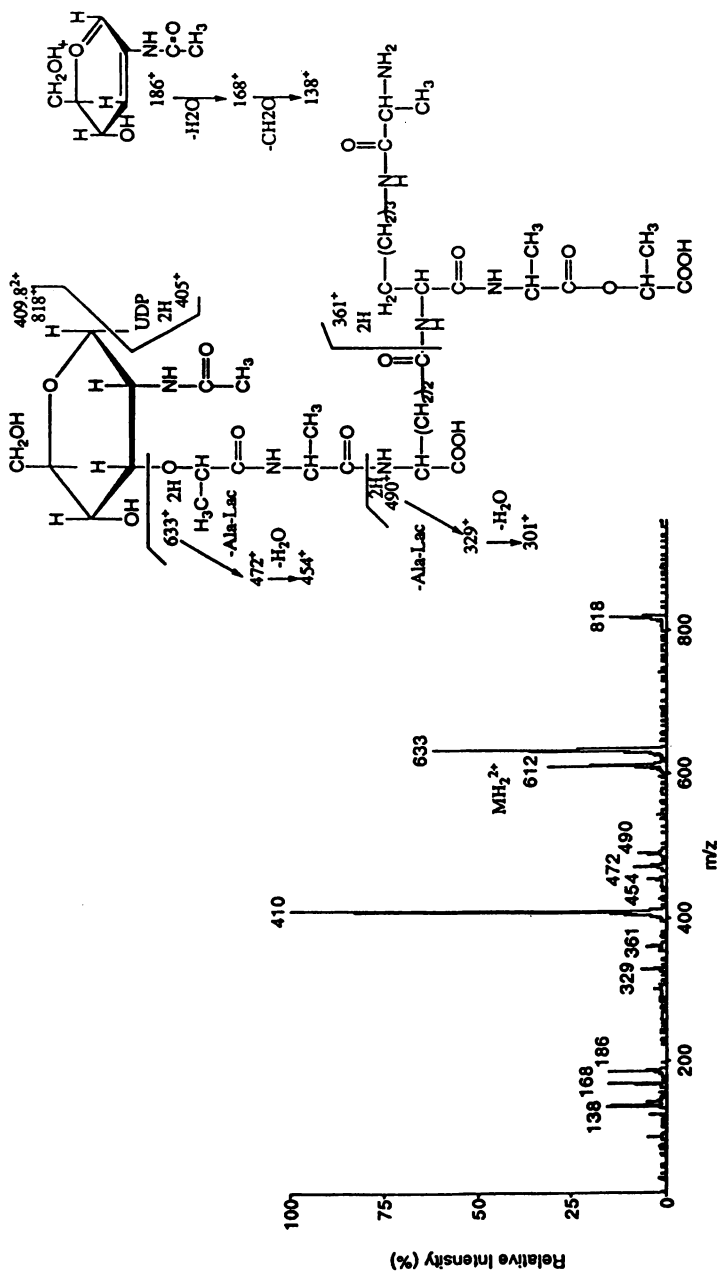 CH2OH
H
O+
H
H
OH
NH
C=O
CH3
186+
-H2O
168+
-CH2O
138+
409.8²⁺
818+
CH2OH
H
O
H
H
OH
H
H
UDP
2H
405+
NH
C=O
CH3
O
2H
H3C-CH
C=O
NH
CH-CH3
C=O
NH
2H
CH-(CH2)2
COOH
O=C
NH
361+
2H
H2C-(CH2)3
N
H
O=C-CH-NH2
CH3
CH-C=O
NH
CH-CH3
C=O
O
CH-CH3
COOH
633+
-Ala-Lac
472+
-H2O
454+
490+
-Ala-Lac
329+
-H2O
301+
Relative Intensity (%)
100
75
50
25
0
138
168
186
329
361
410
454
472
490
MH2²⁺
612
633
818
200
400
600
800
m/z